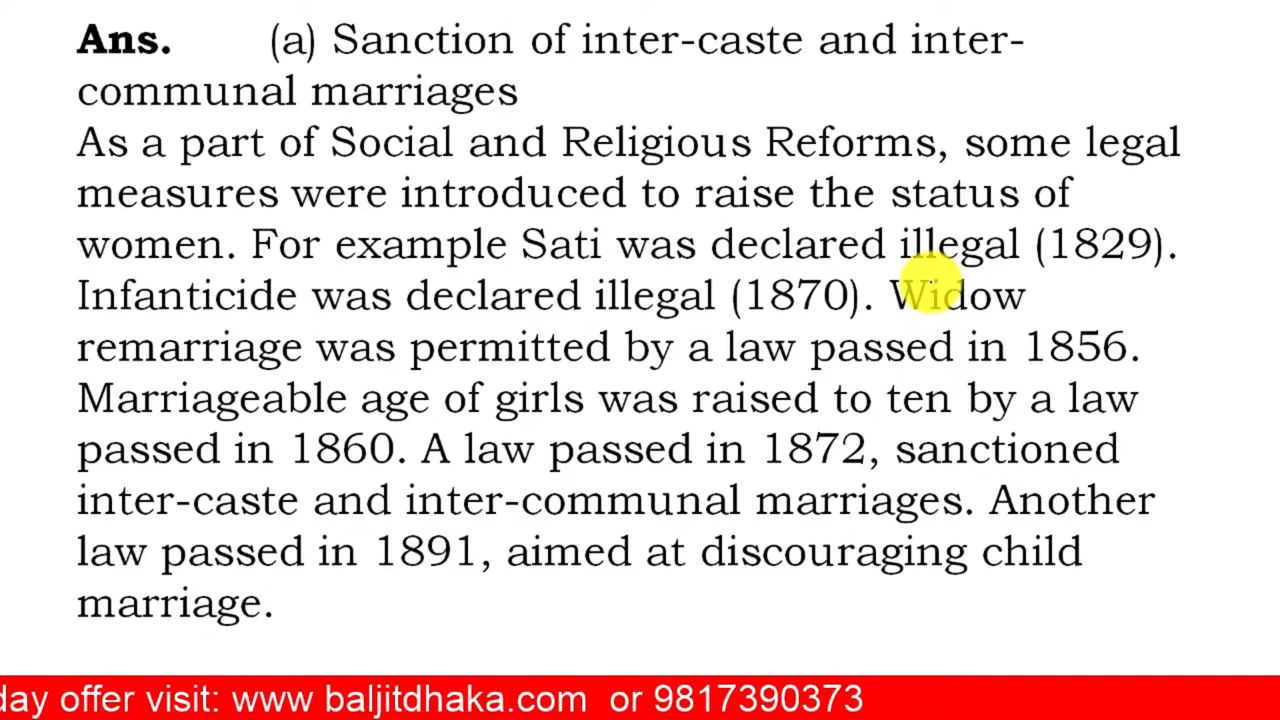 Ans. (a) Sanction of inter-caste and inter-
communal marriages
As a part of Social and Religious Reforms, some legal
measures were introduced to raise the status of
women. For example Sati was declared illegal (1829).
Infanticide was declared illegal (1870). Widow
remarriage was permitted by a law passed in 1856.
Marriageable age of girls was raised to ten by a law
passed in 1860. A law passed in 1872, sanctioned
inter-caste and inter-communal marriages. Another
law passed in 1891, aimed at discouraging child
marriage.
day offer visit: www.baljitdhaka.com or 9817390373